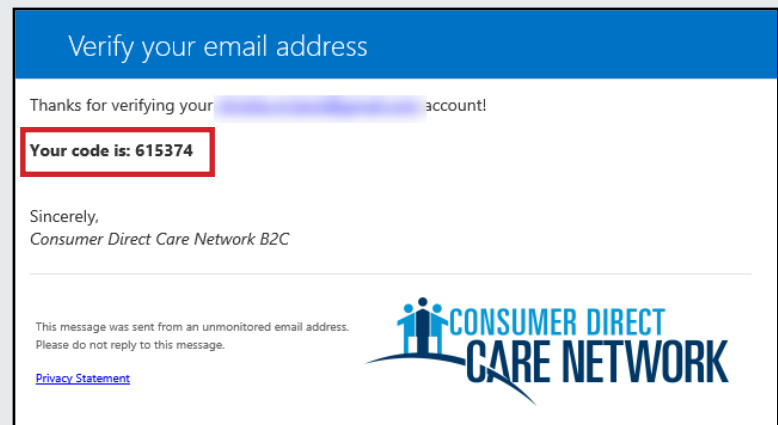 Verify your email address
Thanks for verifying your account!
Your code is: 615374
Sincerely,
Consumer Direct Care Network B2C
This message was sent from an unmonitored email address.
Please do not reply to this message.
Privacy Statement
CONSUMER DIRECT
CARE NETWORK